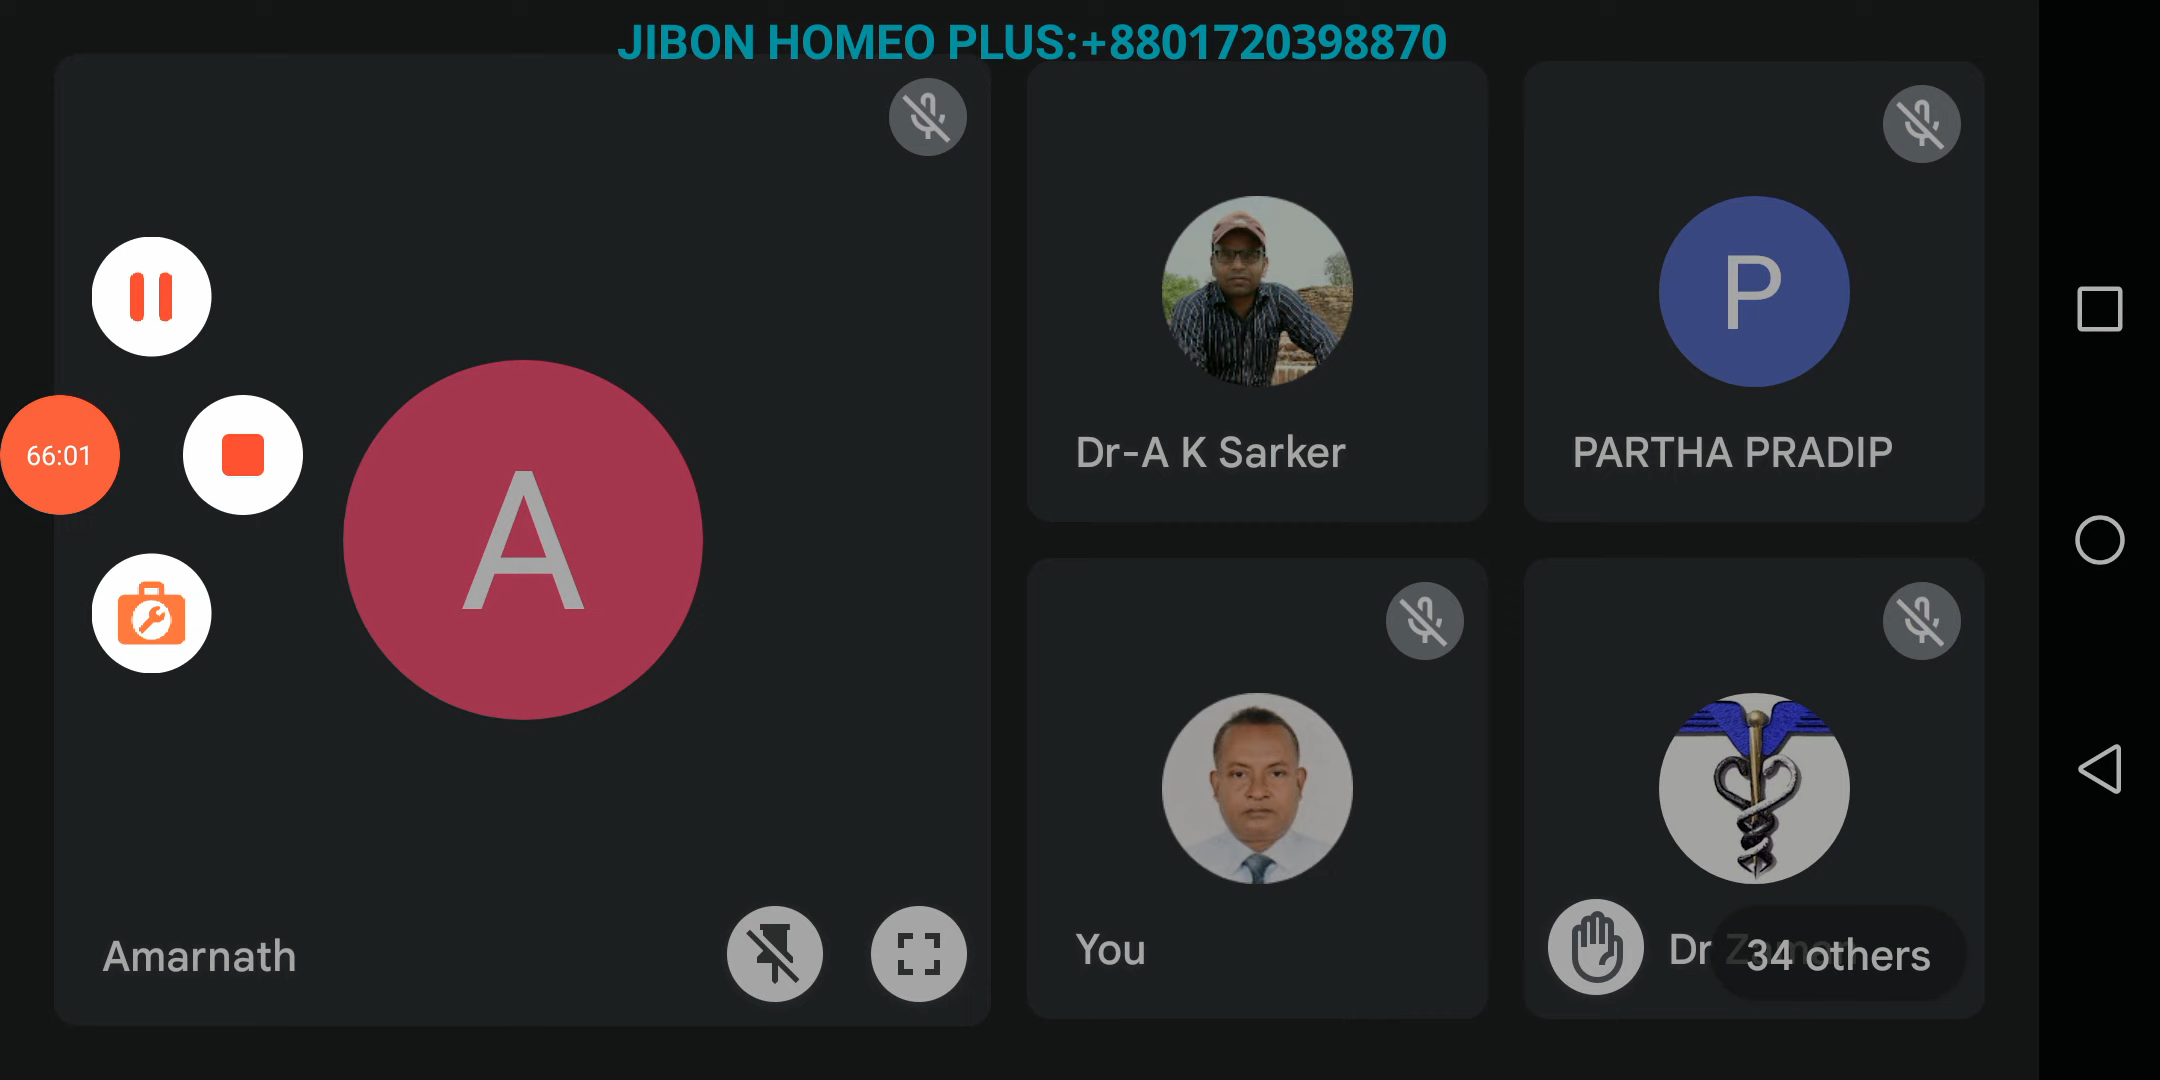 JIBON HOMEO PLUS:+8801720398870
66:01
A
Amarnath
Dr-A K Sarker
P
PARTHA PRADIP
You
Dr
34 others